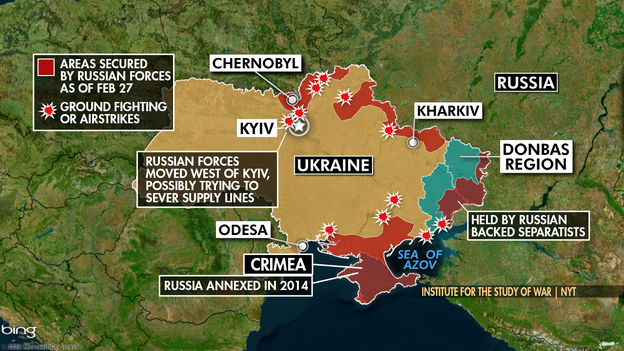 AREAS SECURED
BY RUSSIAN FORCES
AS OF FEB 27
GROUND FIGHTING
OR AIRSTRIKES
CHERNOBYL
RUSSIA
KYIV
KHARKIV
RUSSIAN FORCES
MOVED WEST OF KYIV,
POSSIBLY TRYING TO
SEVER SUPPLY LINES
UKRAINE
DONBAS
REGION
HELD BY RUSSIAN
BACKED SEPARATISTS
ODESA
CRIMEA
RUSSIA ANNEXED IN 2014
SEA OF
AZOV
INSTITUTE FOR THE STUDY OF WAR | NYT
bing